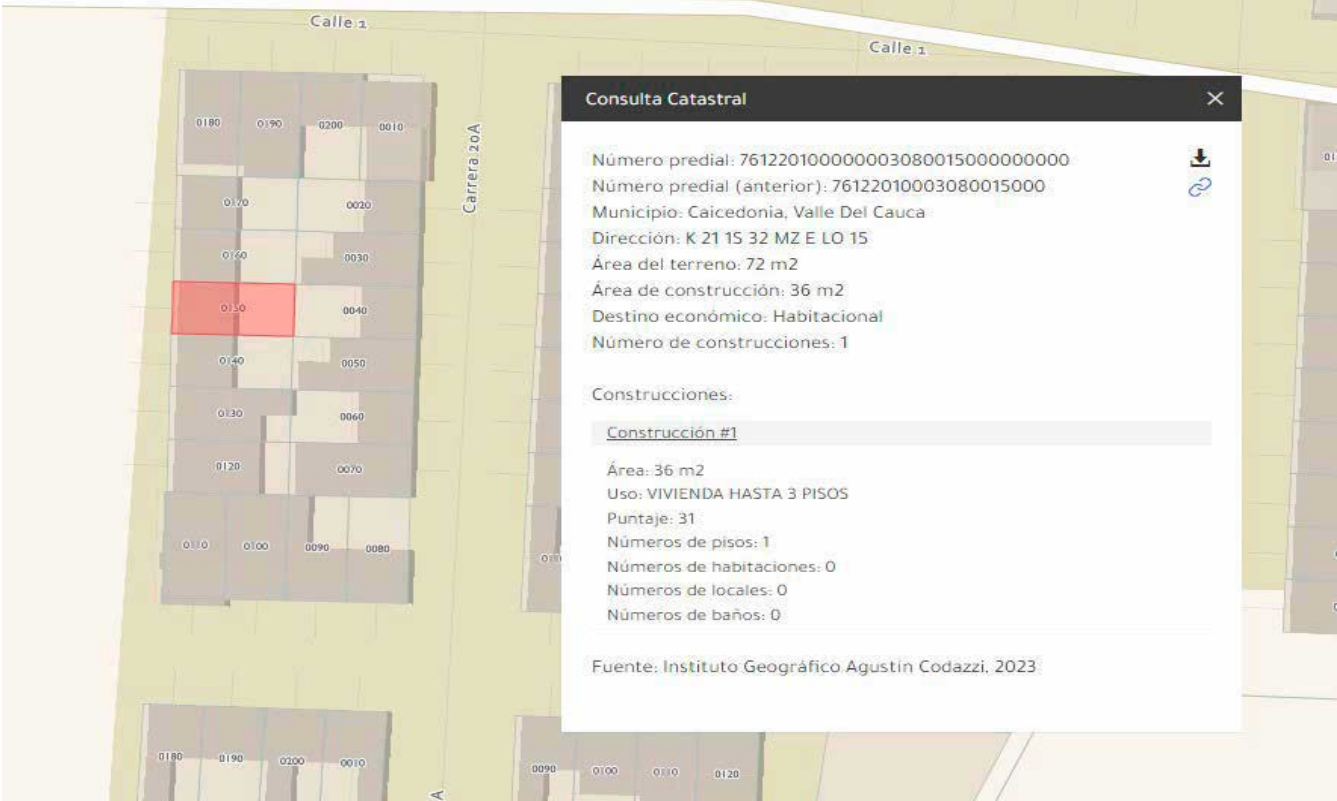 Calle 1
Calle 1
Carrera 20A
Consulta Catastral
Número predial: 761220100000003080015000000000
Número predial (anterior): 76122010003080015000
Municipio: Caicedonia, Valle Del Cauca
Dirección: K 21 1S 32 MZ E LO 15
Área del terreno: 72 m2
Área de construcción: 36 m2
Destino económico: Habitacional
Número de construcciones: 1
Construcciones:
Construcción #1
Área: 36 m2
Uso: VIVIENDA HASTA 3 PISOS
Puntaje: 31
Números de pisos: 1
Números de habitaciones: 0
Números de locales: 0
Números de baños: 0
Fuente: Instituto Geográfico Agustin Codazzi, 2023
0180 0190 0200 0010
0170 0020
0160 0030
0150 0040
0140 0050
0130 0060
0120 0070
0110 0100 0090 0080
0180 0190 0200 0010
0090 0100 0110 0120
A